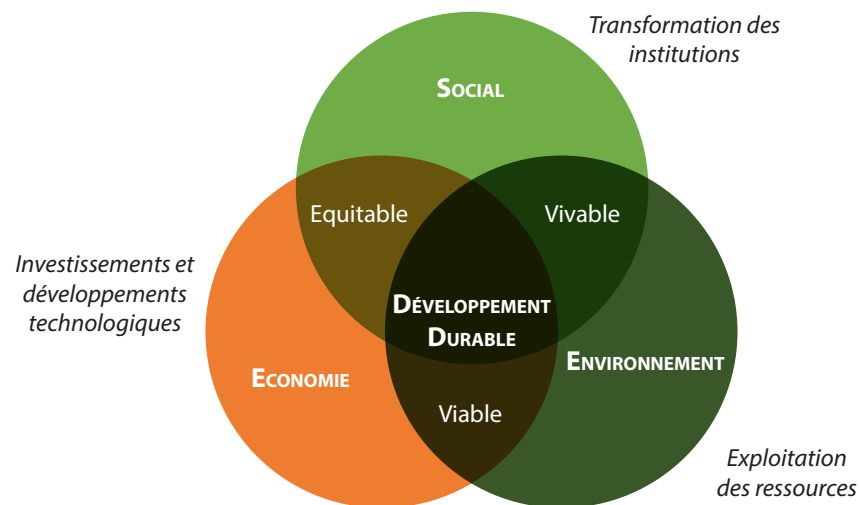 Transformation des
institutions
SOCIAL
Equitable
Vivable
Investissements et
développements
technologiques
DÉVELOPPEMENT
DURABLE
ECONOMIE
ENVIRONNEMENT
Viable
Exploitation
des ressources